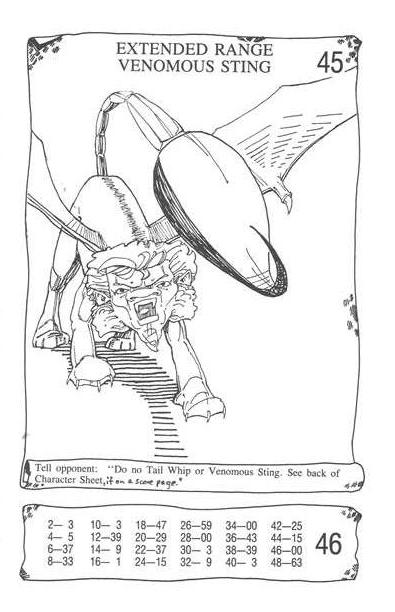 EXTENDED RANGE
VENOMOUS STING
45
Tell opponent: "Do no Tail Whip or Venomous Sting. See back of
Character Sheet, if on a score page."
2— 3 10— 3 18—47 26—59 34—00 42—25
4— 5 12—39 20—29 28—00 36—43 44—15
6—37 14— 9 22—37 30— 3 38—39 46—00
8—33 16— 1 24—15 32— 9 40— 3 48—63
46